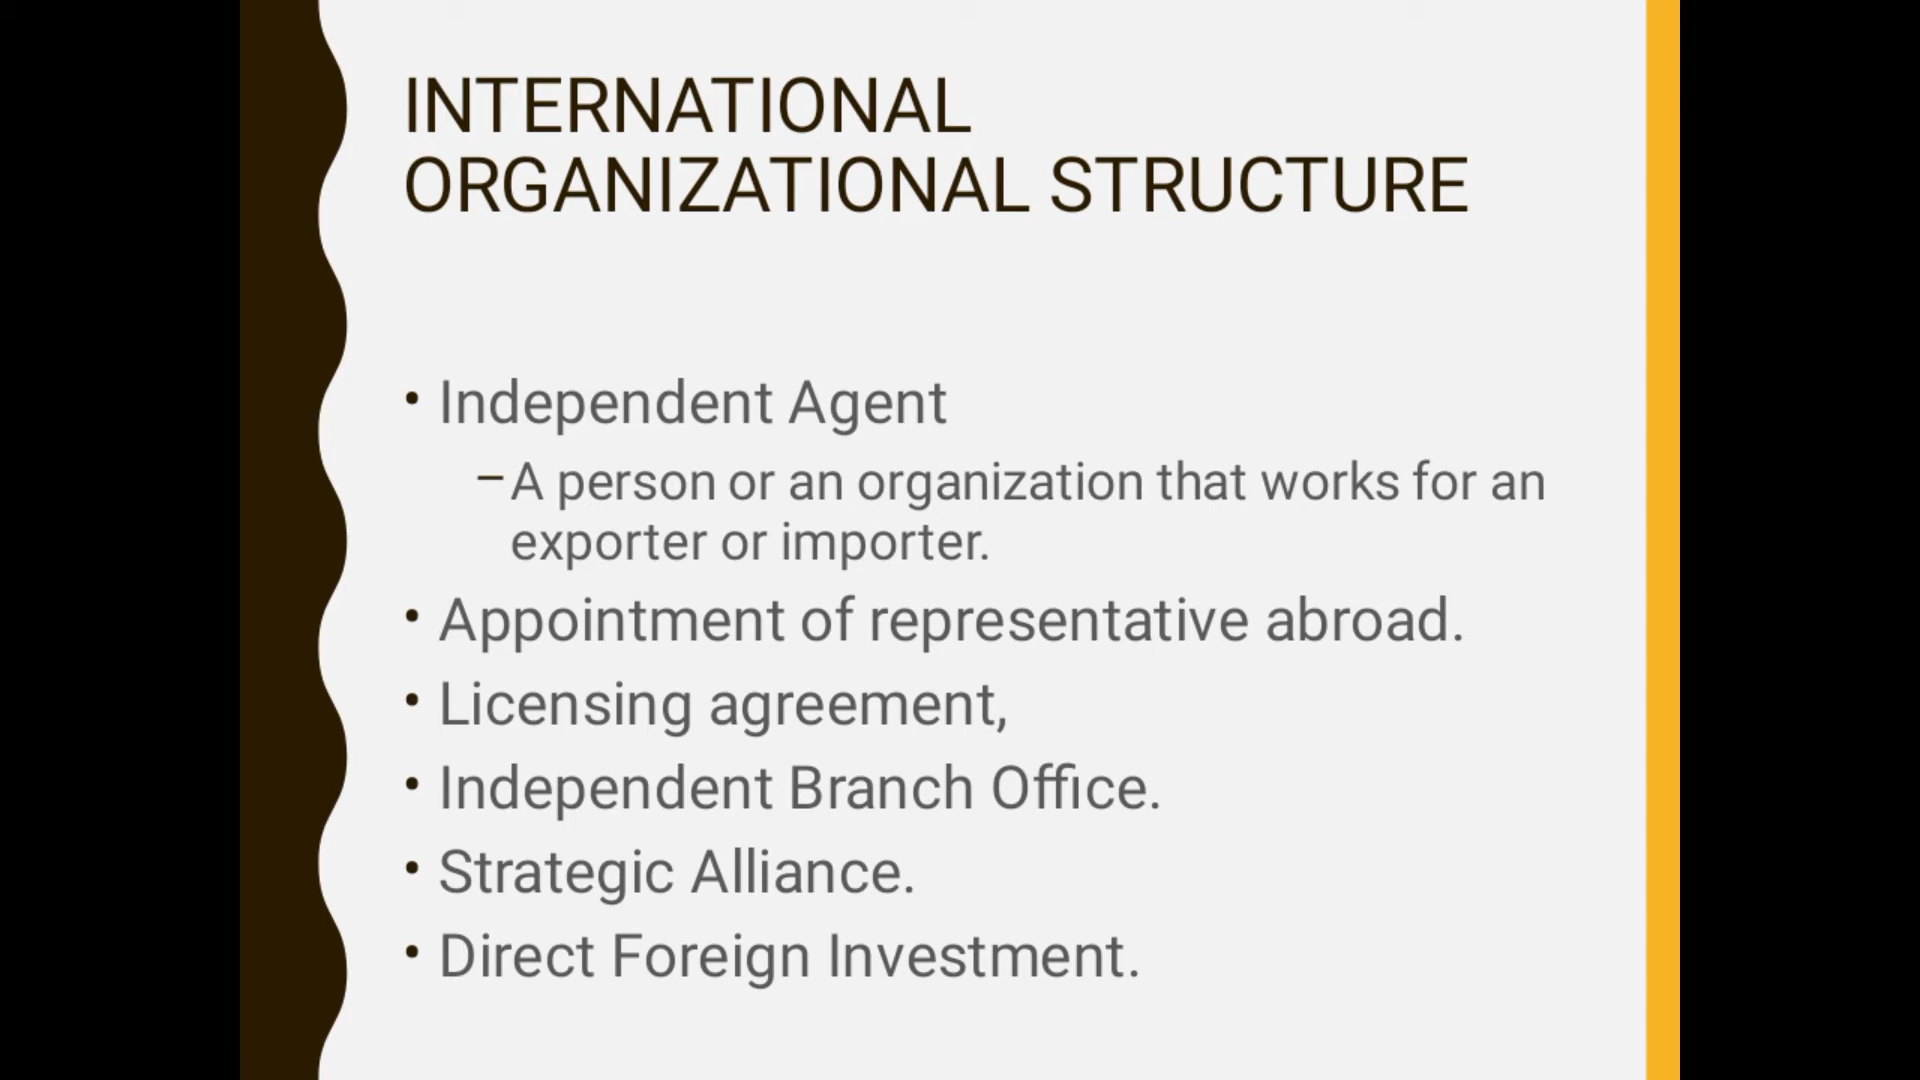 INTERNATIONAL
ORGANIZATIONAL STRUCTURE
• Independent Agent
–A person or an organization that works for an
exporter or importer.
• Appointment of representative abroad.
• Licensing agreement,
• Independent Branch Office.
• Strategic Alliance.
• Direct Foreign Investment.